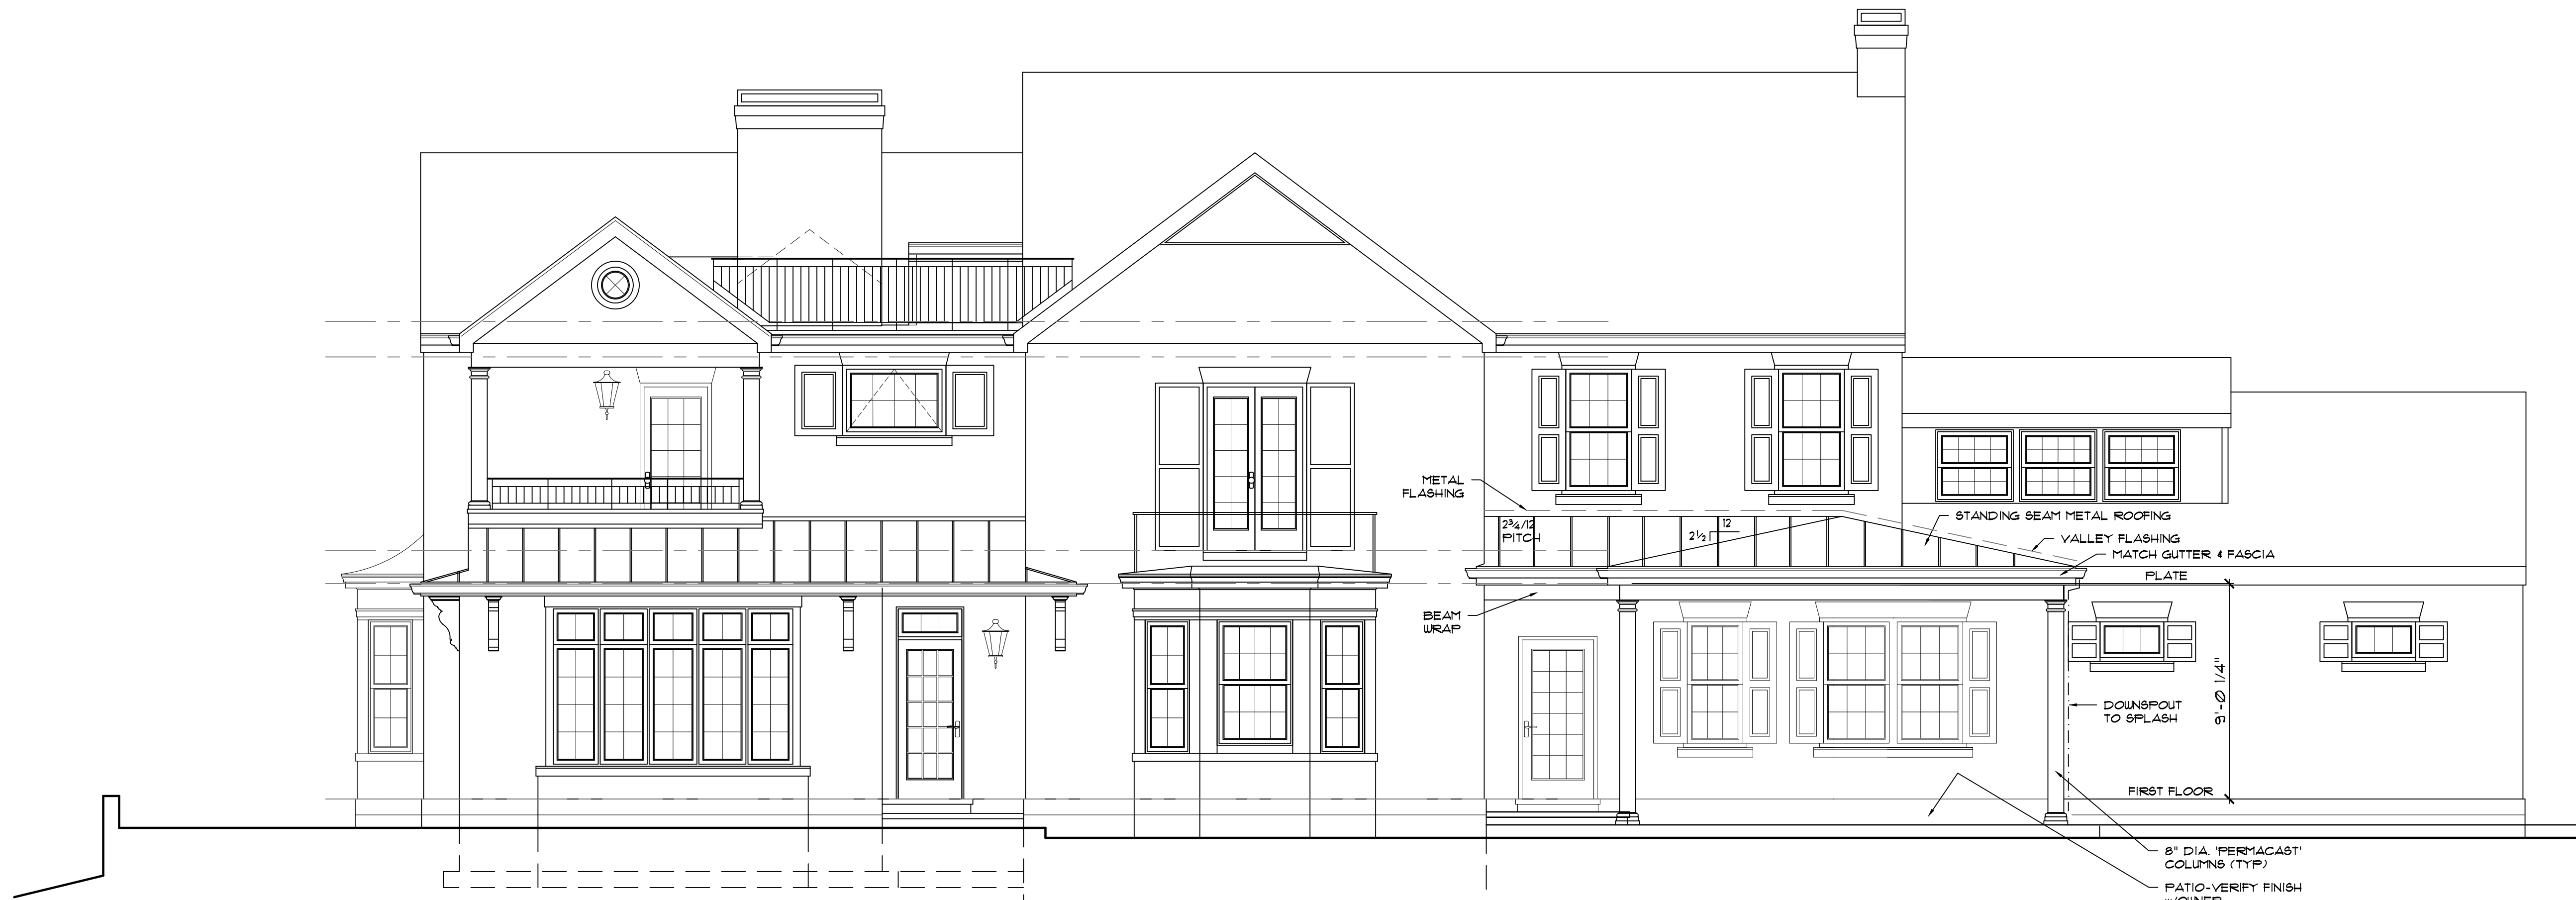 METAL
FLASHING
2¾/12
PITCH
12
2½
STANDING SEAM METAL ROOFING
VALLEY FLASHING
MATCH GUTTER & FASCIA
PLATE
BEAM
WRAP
9'-0 1/4"
DOWNSPOUT
TO SPLASH
FIRST FLOOR
8" DIA. 'PERMACAST'
COLUMNS (TYP)
PATIO-VERIFY FINISH
W/OWNER